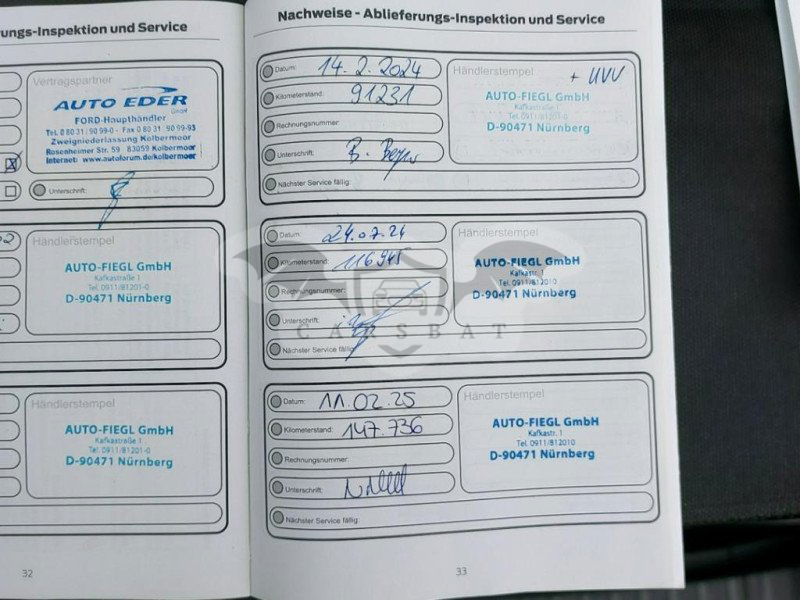 ungs-Inspektion und Service
Vertragspartner
AUTO EDER
GmbH
FORD-Haupthändler
Tel. 0 80 31 / 90 99-0 - Fax 0 80 31 90 99-93
Zweigniederlassung Kolbermoor
Rosenheimer Str. 59 83059 Kolbermoor
Internet: www.autoforum.de/kolbermoor
Unterschrift:
Händlerstempel
AUTO-FIEGL GmbH
Kafkastraße 1
Tel. 0911/81201-0
D-90471 Nürnberg
Händlerstempel
AUTO-FIEGL GmbH
Kafkastraße 1
Tel. 0911/81201-0
D-90471 Nürnberg
32
Nachweise - Ablieferungs-Inspektion und Service
Datum: 14.2.2024
Kilometerstand: 91231
Rechnungsnummer:
Unterschrift:
Nächster Service fällig:
Händlerstempel
+ UVV
AUTO-FIEGL GmbH
Kafkastr. 1
Tel. 0911/812010
D-90471 Nürnberg
Datum: 24.07.24
Kilometerstand: 116945
Rechnungsnummer:
Unterschrift:
Nächster Service fällig:
Händlerstempel
AUTO-FIEGL GmbH
Kafkastr. 1
Tel. 0911/812010
D-90471 Nürnberg
CARSBAT
Datum: 11.02.25
Kilometerstand: 147.736
Rechnungsnummer:
Unterschrift:
Nächster Service fällig:
Händlerstempel
AUTO-FIEGL GmbH
Kafkastr. 1
Tel. 0911/812010
D-90471 Nürnberg
33